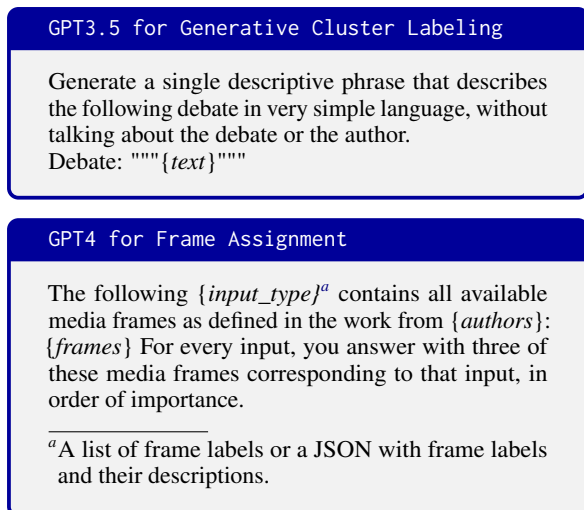 GPT3.5 for Generative Cluster Labeling
Generate a single descriptive phrase that describes
the following debate in very simple language, without
talking about the debate or the author.
Debate: """{text}"""
GPT4 for Frame Assignment
The following {input_type}a contains all available
media frames as defined in the work from {authors}:
{frames} For every input, you answer with three of
these media frames corresponding to that input, in
order of importance.
aA list of frame labels or a JSON with frame labels
and their descriptions.